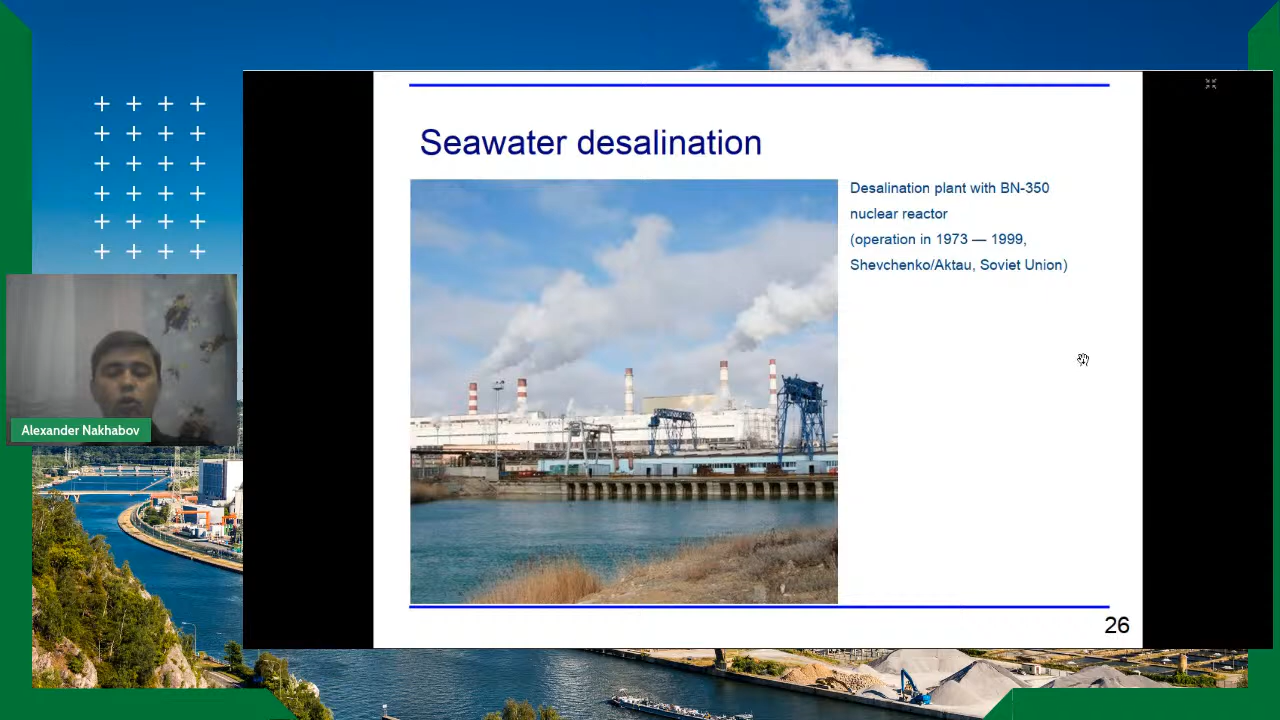 Seawater desalination
Desalination plant with BN-350
nuclear reactor
(operation in 1973 — 1999,
Shevchenko/Aktau, Soviet Union)
Alexander Nakhabov
26